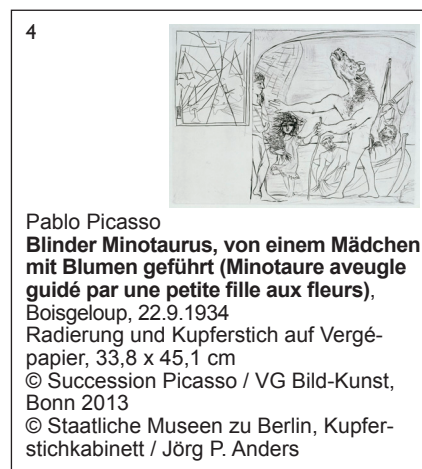 4
Pablo Picasso
Blinder Minotaurus, von einem Mädchen
mit Blumen geführt (Minotaure aveugle
guidé par une petite fille aux fleurs),
Boisgeloup, 22.9.1934
Radierung und Kupferstich auf Vergé-
papier, 33,8 x 45,1 cm
© Succession Picasso / VG Bild-Kunst,
Bonn 2013
© Staatliche Museen zu Berlin, Kupfer-
stichkabinett / Jörg P. Anders